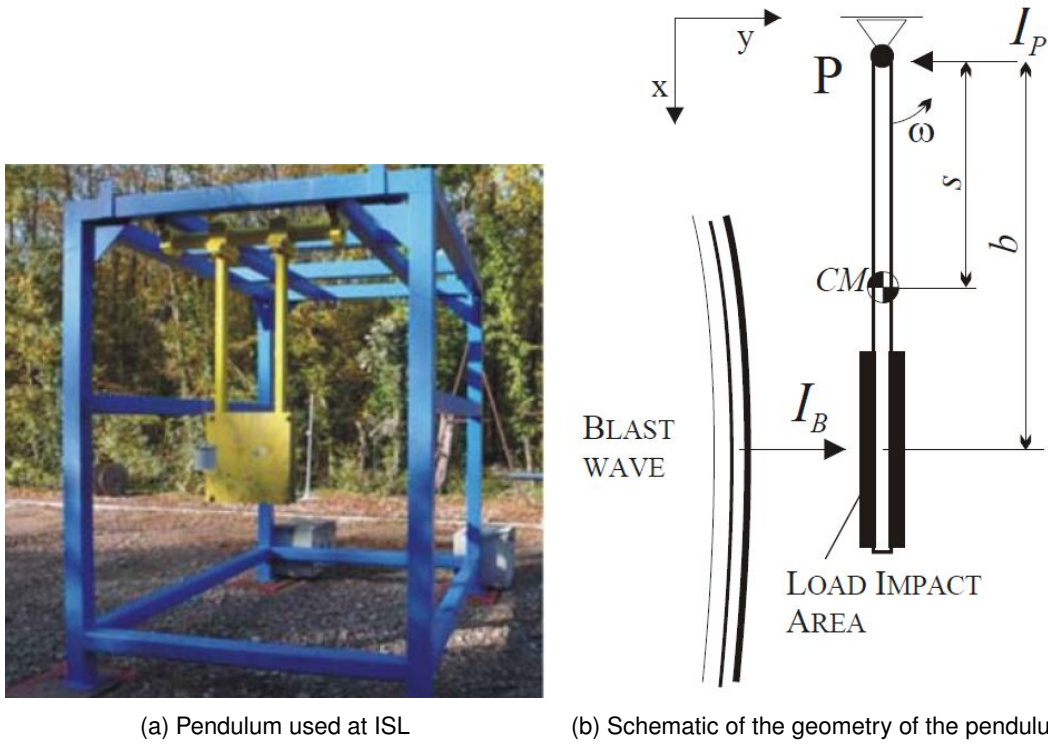 y
x
P
I_P
ω
s
b
CM
BLAST
WAVE
I_B
LOAD IMPACT
AREA
(a) Pendulum used at ISL
(b) Schematic of the geometry of the pendulu